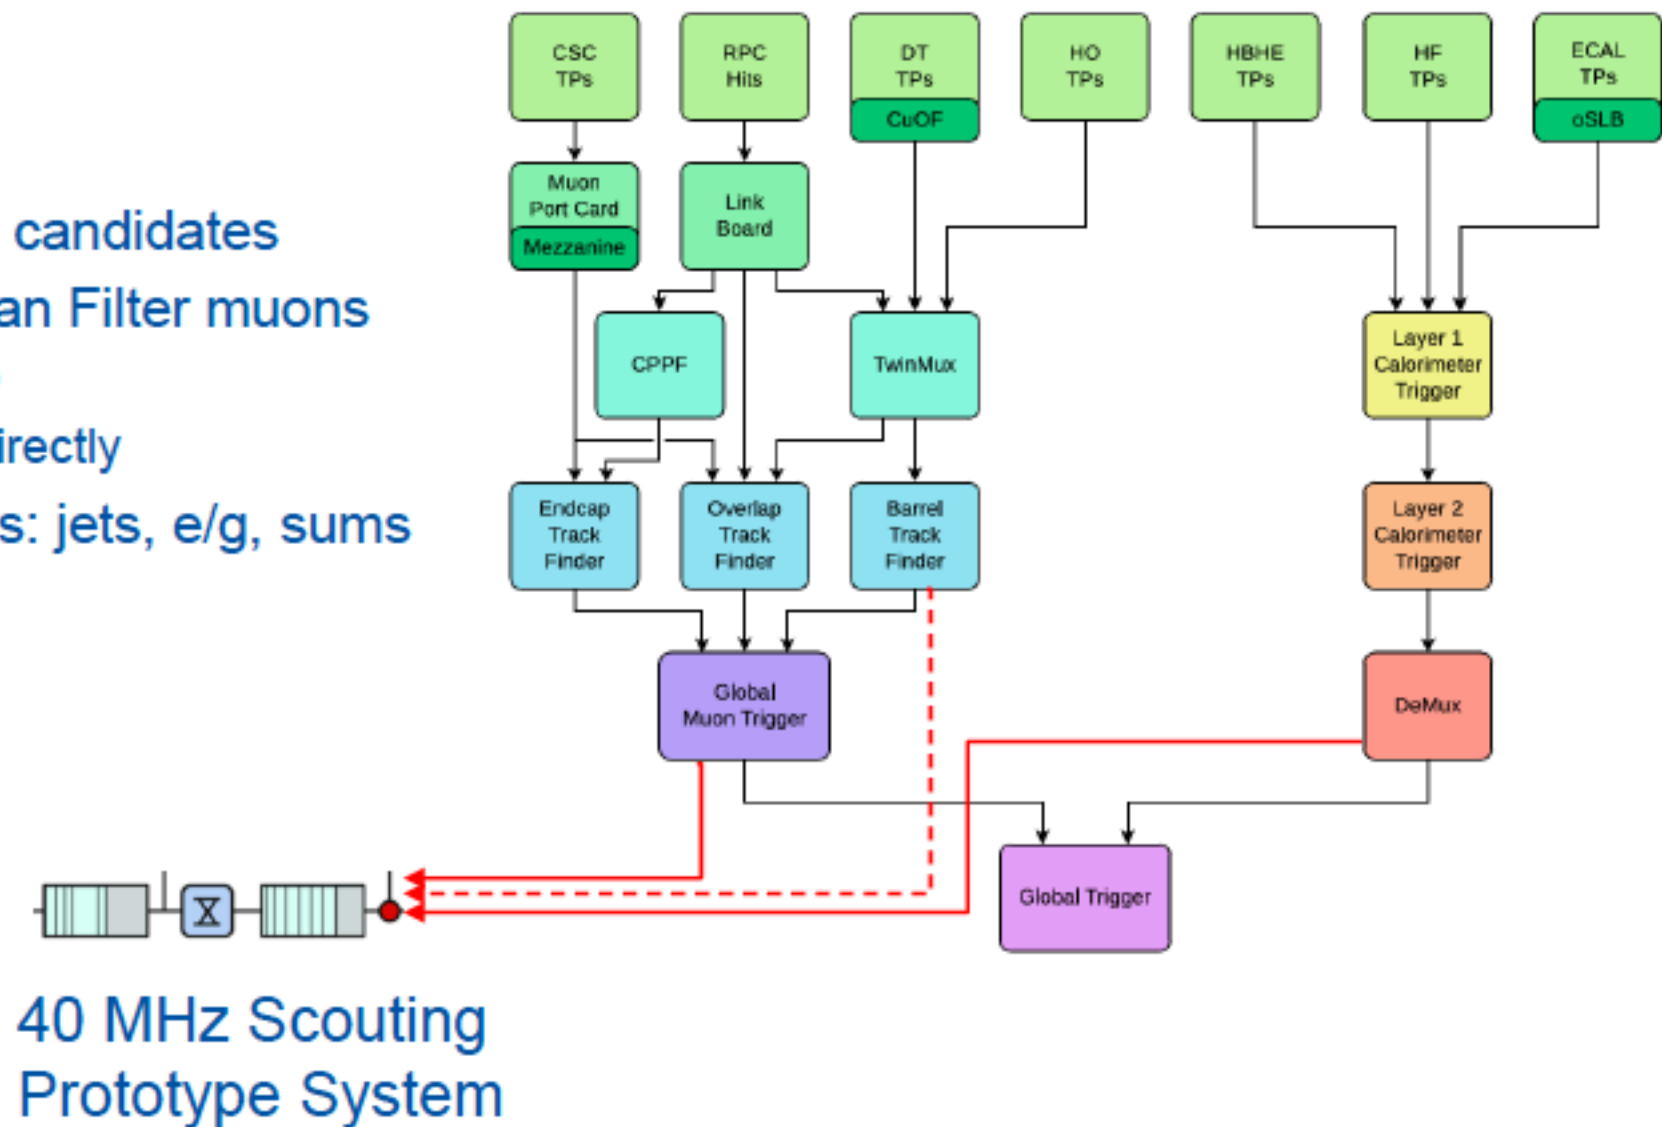 CSC
TPs
RPC
Hits
DT
TPs
CuOF
HO
TPs
HBHE
TPs
HF
TPs
ECAL
TPs
oSLB
Muon
Port Card
Mezzanine
Link
Board
candidates
an Filter muons
irectly
s: jets, e/g, sums
CPPF
TwinMux
Layer 1
Calorimeter
Trigger
Endcap
Track
Finder
Overlap
Track
Finder
Barrel
Track
Finder
Layer 2
Calorimeter
Trigger
Global
Muon Trigger
DeMux
Global Trigger
40 MHz Scouting
Prototype System